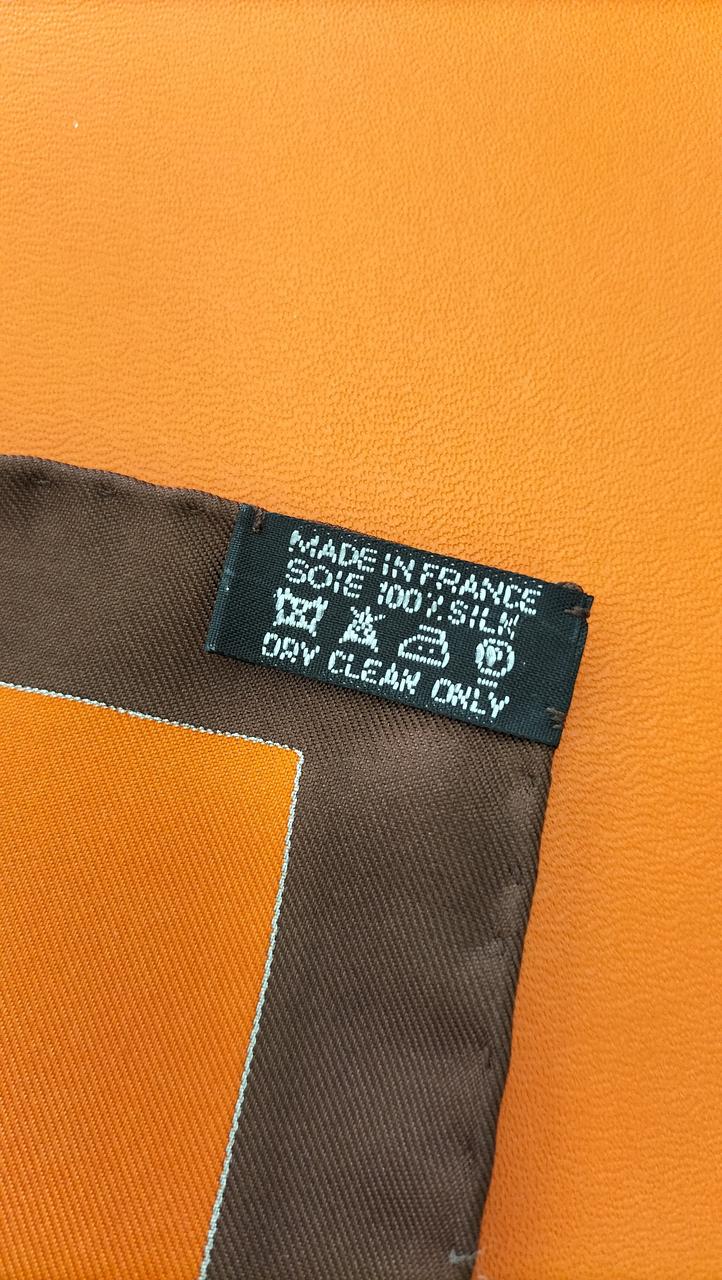 MADE IN FRANCE
SOIE 100% SILK
P
DRY CLEAN ONLY